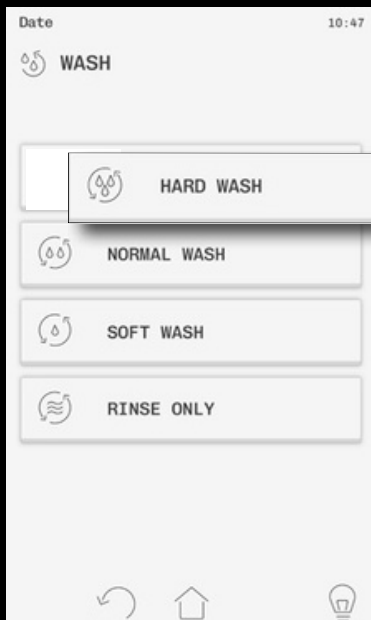 Date 10:47
WASH
HARD WASH
NORMAL WASH
SOFT WASH
RINSE ONLY